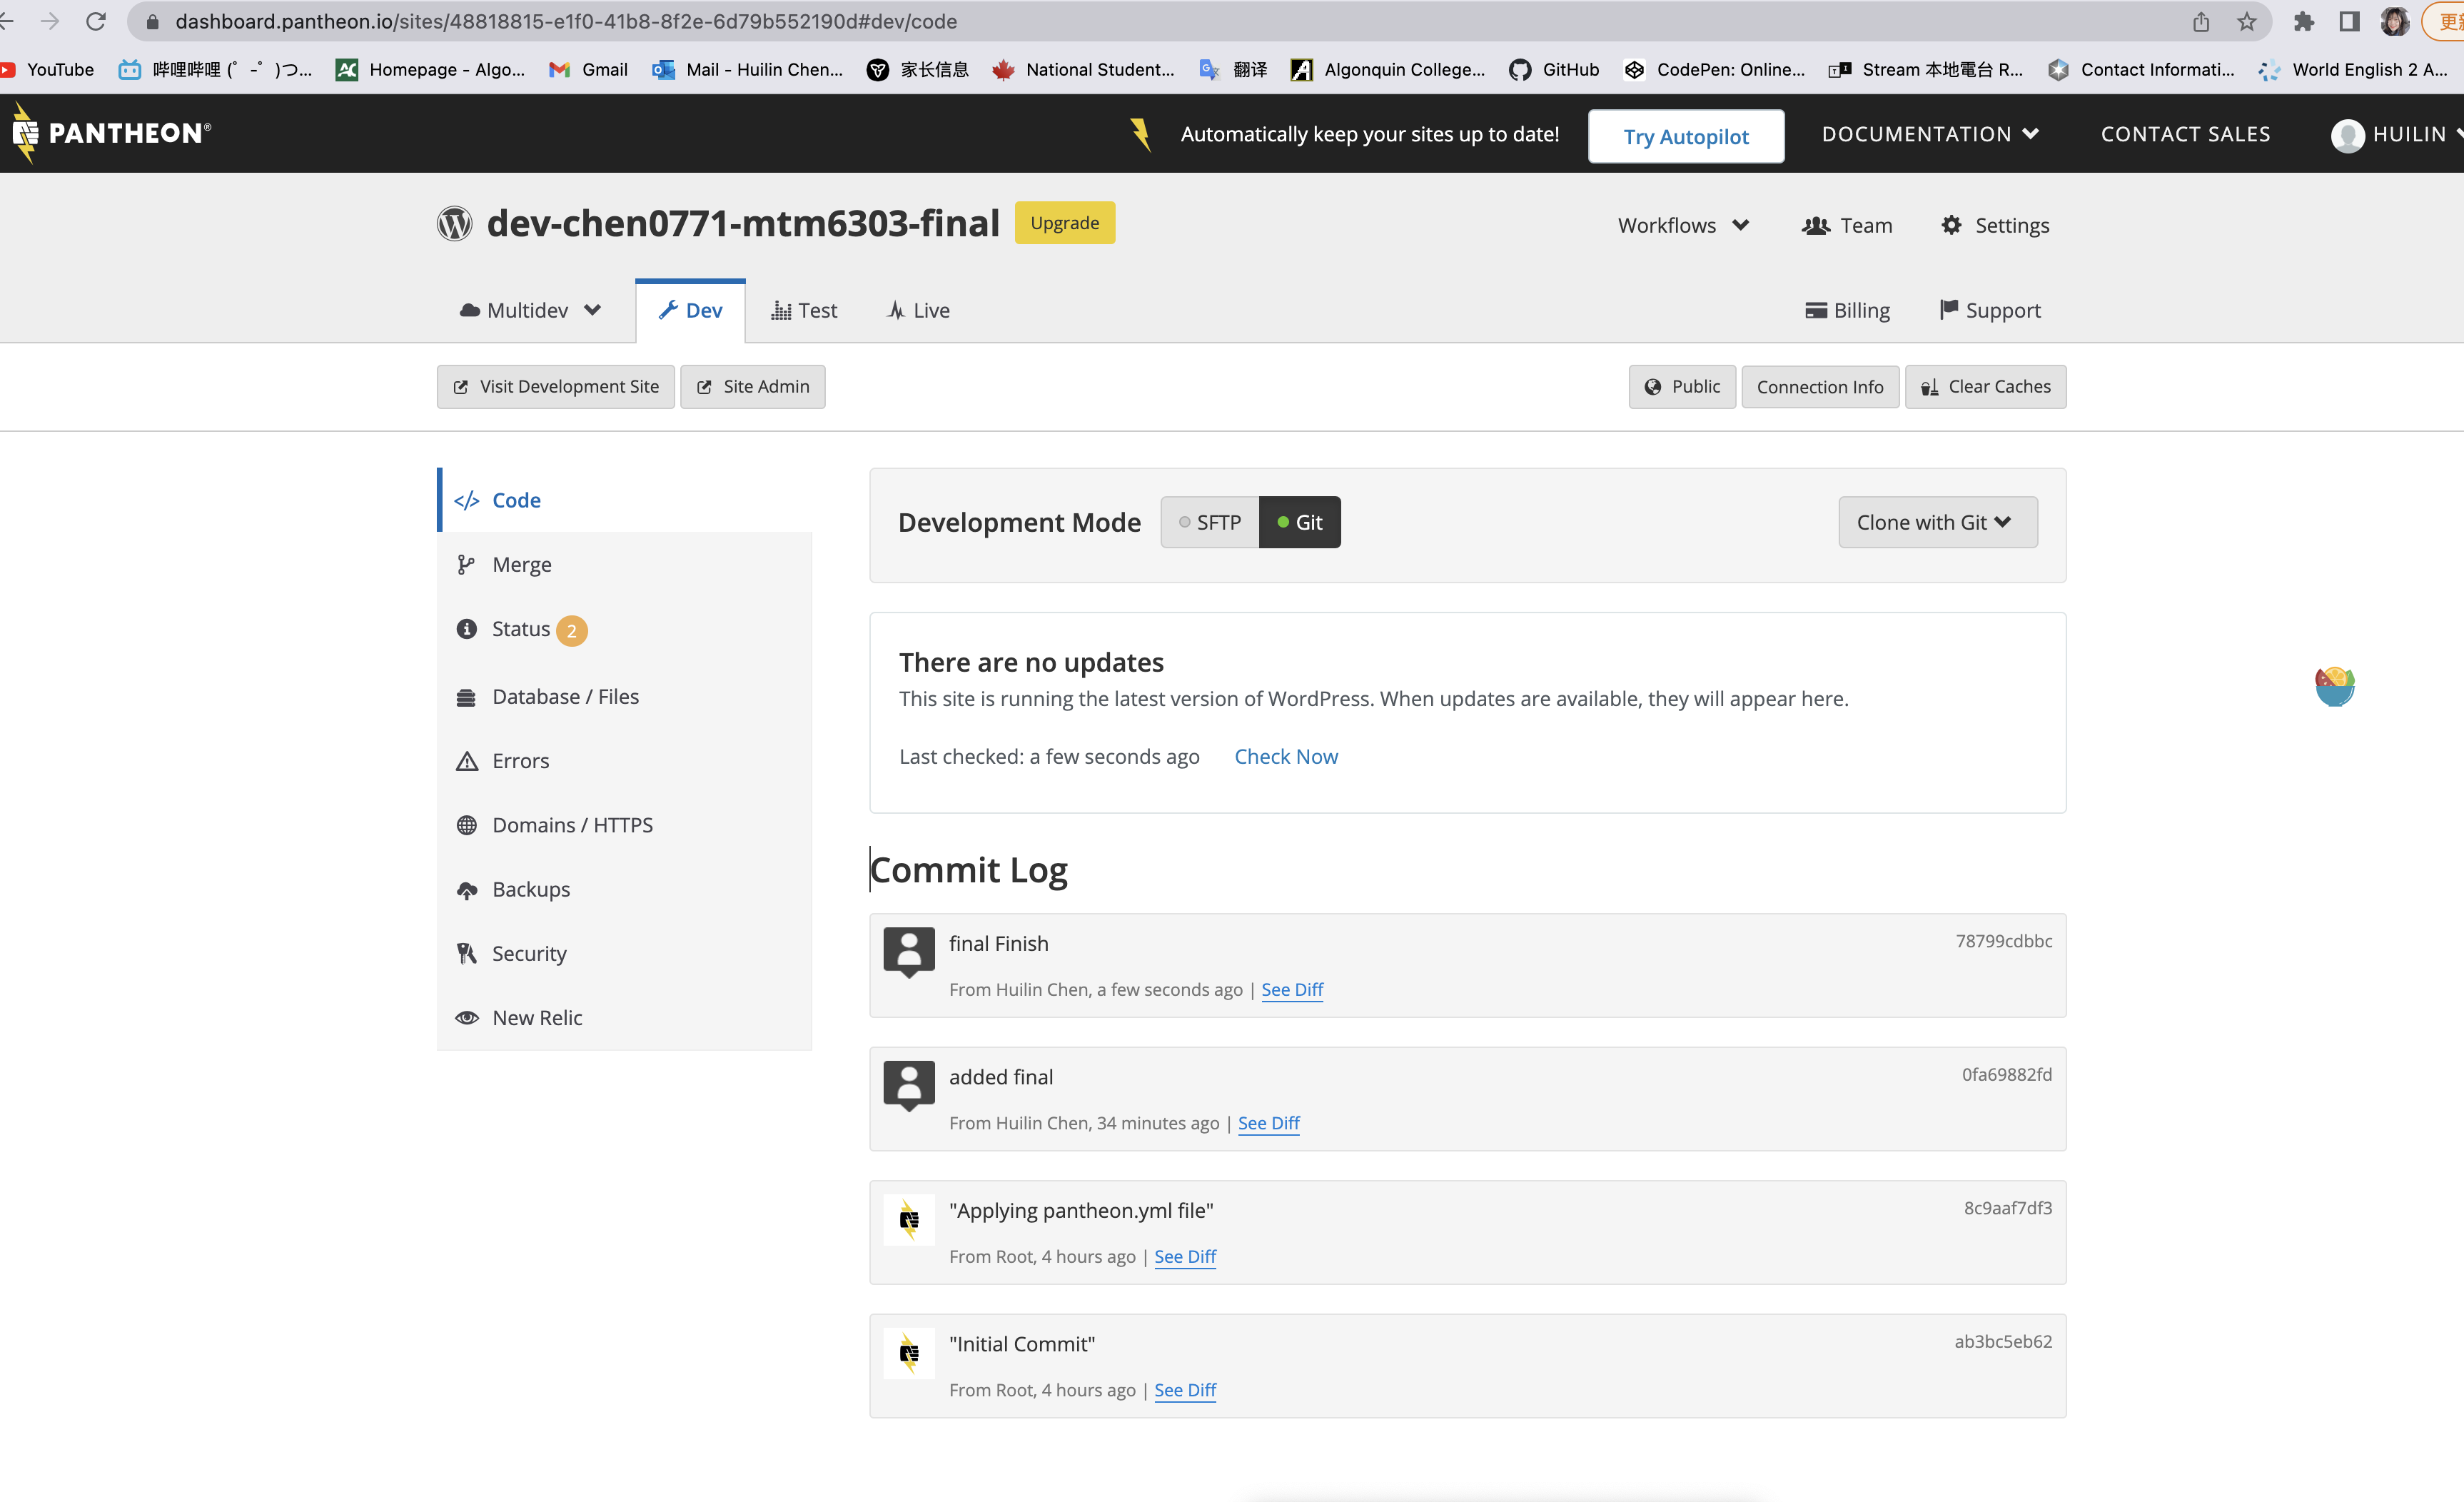 dashboard.pantheon.io/sites/48818815-e1f0-41b8-8f2e-6d79b552190d#dev/code
YouTube 哔哩哔哩 (゜-゜)つ... Homepage - Algo... Gmail Mail - Huilin Chen... 家长信息 National Student... 翻译 Algonquin College... GitHub CodePen: Online... Stream 本地電台 R... Contact Informati... World English 2 A...
PANTHEON® Automatically keep your sites up to date! Try Autopilot DOCUMENTATION CONTACT SALES HUILIN
dev-chen0771-mtm6303-final Upgrade Workflows Team Settings
Multidev Dev Test Live Billing Support
Visit Development Site Site Admin Public Connection Info Clear Caches
Code
Merge
Status 2
Database / Files
Errors
Domains / HTTPS
Backups
Security
New Relic
Development Mode SFTP Git Clone with Git
There are no updates
This site is running the latest version of WordPress. When updates are available, they will appear here.
Last checked: a few seconds ago Check Now
Commit Log
final Finish 78799cdbbc
From Huilin Chen, a few seconds ago | See Diff
added final 0fa69882fd
From Huilin Chen, 34 minutes ago | See Diff
"Applying pantheon.yml file" 8c9aaf7df3
From Root, 4 hours ago | See Diff
"Initial Commit" ab3bc5eb62
From Root, 4 hours ago | See Diff